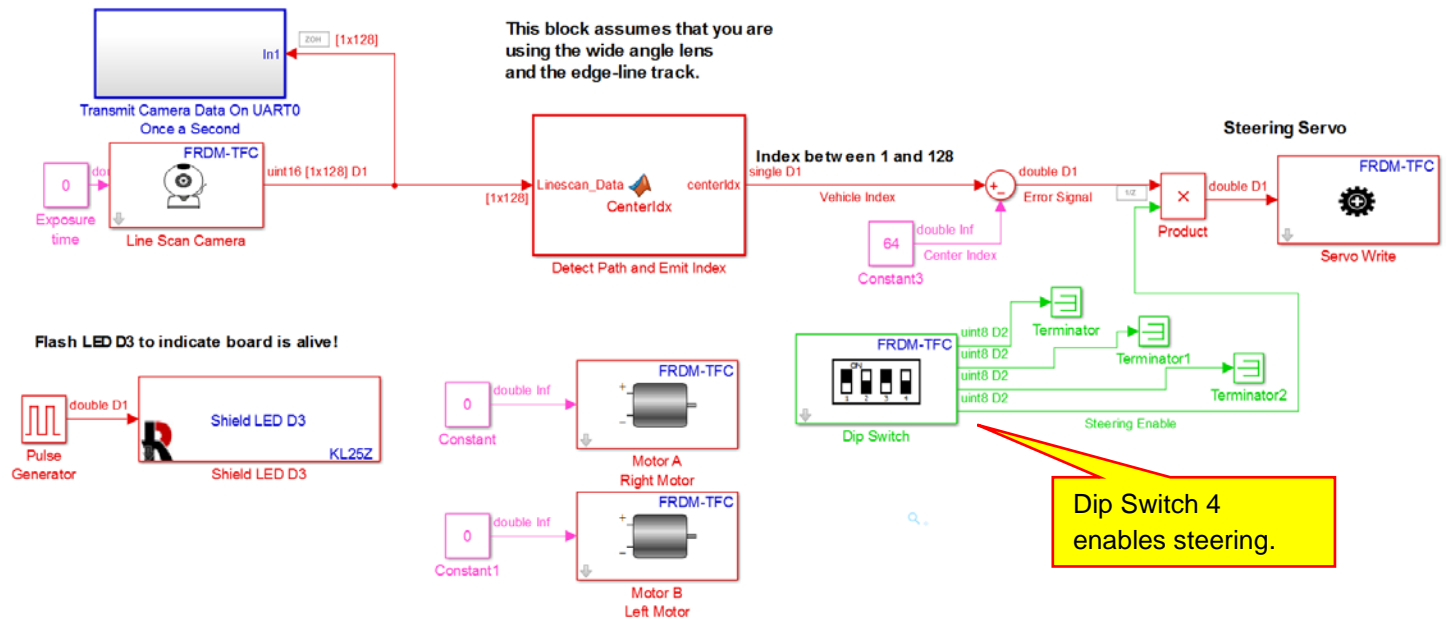 This block assumes that you are
using the wide angle lens
and the edge-line track.
ZOH
[1x128]
In1
Transmit Camera Data On UART0
Once a Second
FRDM-TFC
0
Exposure
time
Line Scan Camera
uint16 [1x128] D1
[1x128]
Linescan_Data
CenterIdx
centerIdx
Detect Path and Emit Index
Index between 1 and 128
single D1
Vehicle Index
+
-
double D1
Error Signal
64
Constant3
double Inf
Center Index
1/Z
×
Product
double D1
Steering Servo
FRDM-TFC
Servo Write
Flash LED D3 to indicate board is alive!
Pulse
Generator
double D1
Shield LED D3
KL25Z
Shield LED D3
0
Constant
double Inf
FRDM-TFC
+
-
Motor A
Right Motor
0
Constant1
double Inf
FRDM-TFC
+
-
Motor B
Left Motor
FRDM-TFC
ON
1 2 3 4
Dip Switch
uint8 D2
uint8 D2
uint8 D2
uint8 D2
Terminator
Terminator1
Terminator2
Steering Enable
Dip Switch 4
enables steering.